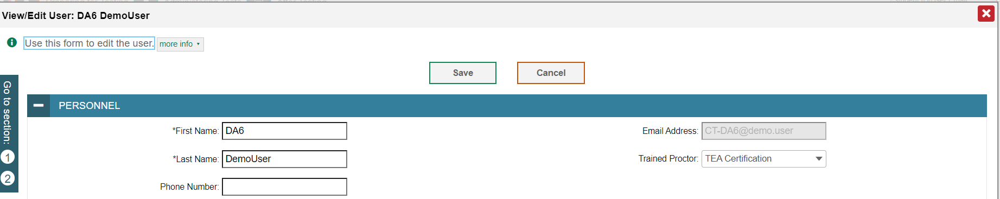 View/Edit User: DA6 DemoUser
Use this form to edit the user. more info
Save Cancel
Go to section:
1
2
PERSONNEL
*First Name: DA6
Email Address: CT-DA6@demo.user
*Last Name: DemoUser
Trained Proctor: TEA Certification
Phone Number: